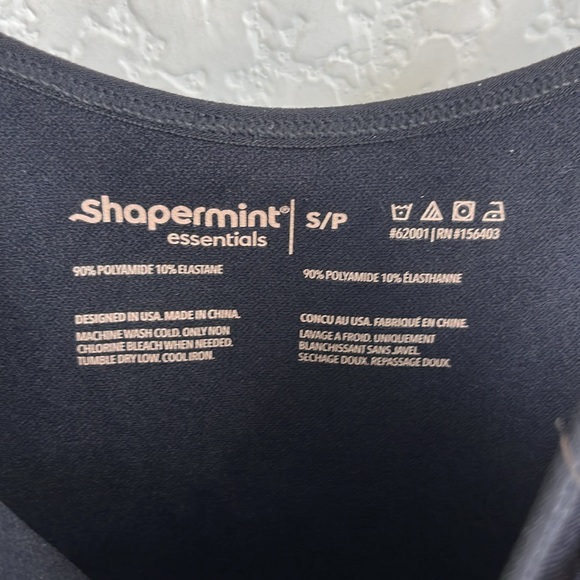 Shapermint® S/P
essentials
#62001 | RN #156403
90% POLYAMIDE 10% ELASTANE
90% POLYAMIDE 10% ÉLASTHANNE
DESIGNED IN USA. MADE IN CHINA.
MACHINE WASH COLD. ONLY NON
CHLORINE BLEACH WHEN NEEDED.
TUMBLE DRY LOW. COOL IRON.
CONCU AU USA. FABRIQUÉ EN CHINE.
LAVAGE A FROID. UNIQUEMENT
BLANCHISSANT SANS JAVEL.
SECHAGE DOUX. REPASSAGE DOUX.